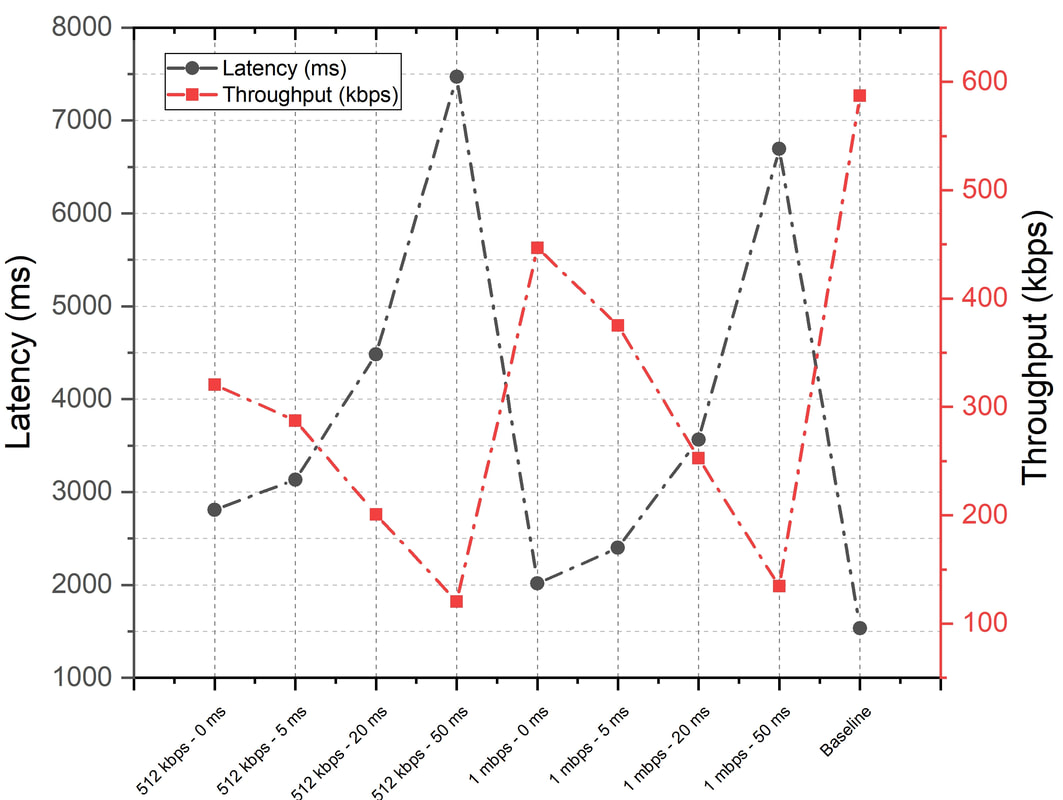 8000
7000
6000
5000
4000
3000
2000
1000
Latency (ms)
Latency (ms)
Throughput (kbps)
600
500
400
300
200
100
Throughput (kbps)
512 kbps - 0 ms
512 kbps - 5 ms
512 kbps - 20 ms
512 kbps - 50 ms
1 mbps - 0 ms
1 mbps - 5 ms
1 mbps - 20 ms
1 mbps - 50 ms
Baseline